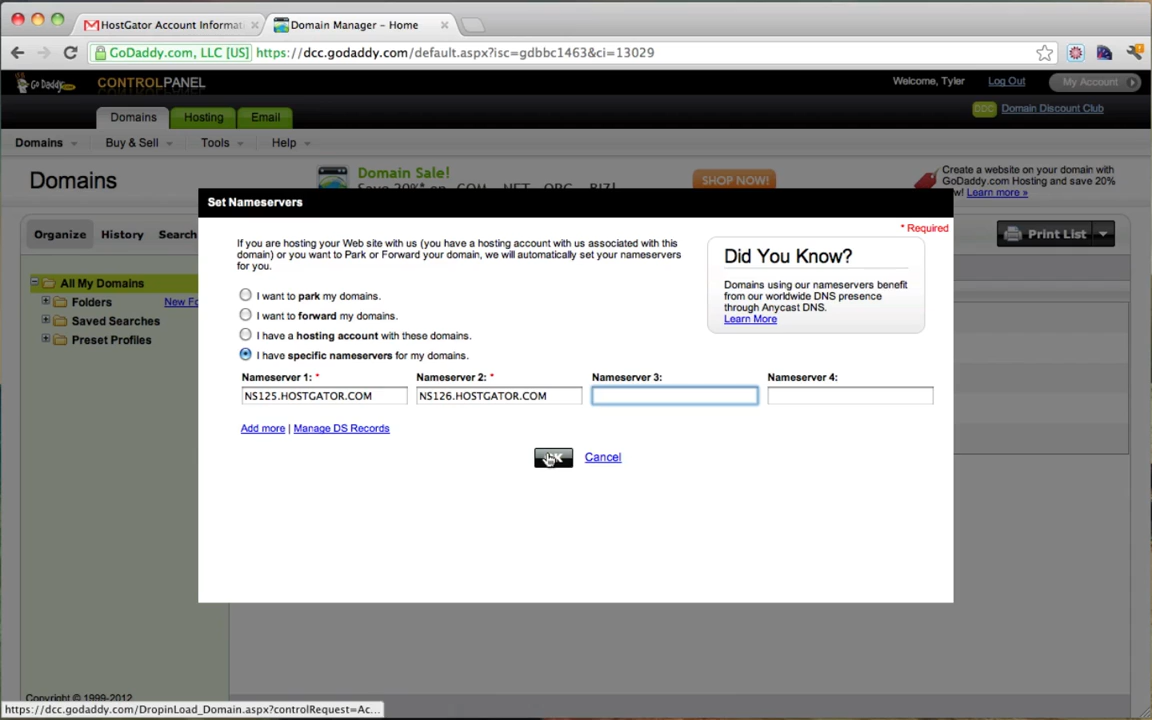 HostGator Account Informat
Domain Manager - Home
GoDaddy.com, LLC [US] https://dcc.godaddy.com/default.aspx?isc=gdbbc1463&ci=13029
Go Daddy.com CONTROLPANEL
Welcome, Tyler Log Out My Account
Domains Hosting Email
DDC Domain Discount Club
Domains Buy & Sell Tools Help
Domains
Domain Sale!
SHOP NOW!
Create a website on your domain with
GoDaddy.com Hosting and save 20%
Learn more »
Organize History Search
Print List
All My Domains
Folders New Fo
Saved Searches
Preset Profiles
Set Nameservers
* Required
If you are hosting your Web site with us (you have a hosting account with us associated with this
domain) or you want to Park or Forward your domain, we will automatically set your nameservers
for you.
I want to park my domains.
I want to forward my domains.
I have a hosting account with these domains.
I have specific nameservers for my domains.
Did You Know?
Domains using our nameservers benefit
from our worldwide DNS presence
through Anycast DNS.
Learn More
Nameserver 1: * Nameserver 2: * Nameserver 3: Nameserver 4:
NS125.HOSTGATOR.COM NS126.HOSTGATOR.COM
Add more | Manage DS Records
Cancel
Copyright © 1999-2012
https://dcc.godaddy.com/DropinLoad_Domain.aspx?controlRequest=Ac...